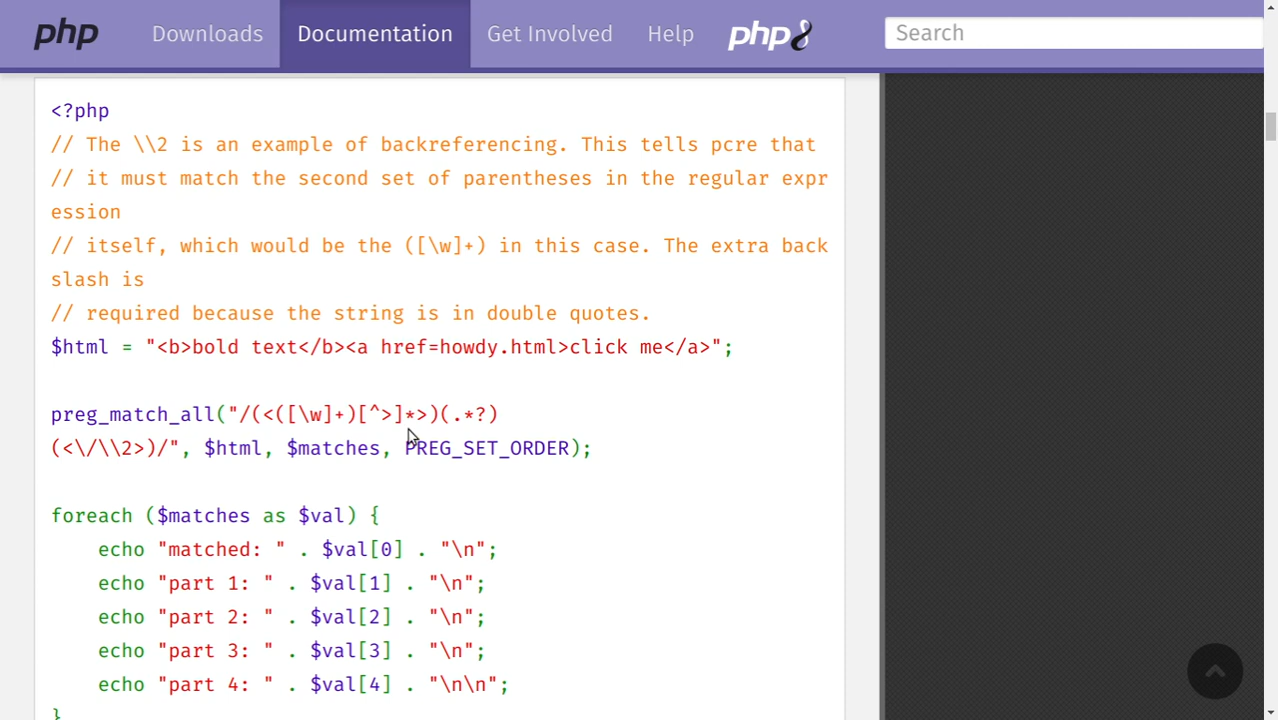 php Downloads Documentation Get Involved Help php8 Search
<?php
// The \\2 is an example of backreferencing. This tells pcre that
// it must match the second set of parentheses in the regular expr
ession
// itself, which would be the ([\w]+) in this case. The extra back
slash is
// required because the string is in double quotes.
$html = "<b>bold text</b><a href=howdy.html>click me</a>";
preg_match_all("/(<([\w]+)[^>]*>)(.*?)
(<\/\\2>)/", $html, $matches, PREG_SET_ORDER);
foreach ($matches as $val) {
    echo "matched: " . $val[0] . "\n";
    echo "part 1: " . $val[1] . "\n";
    echo "part 2: " . $val[2] . "\n";
    echo "part 3: " . $val[3] . "\n";
    echo "part 4: " . $val[4] . "\n\n";
}